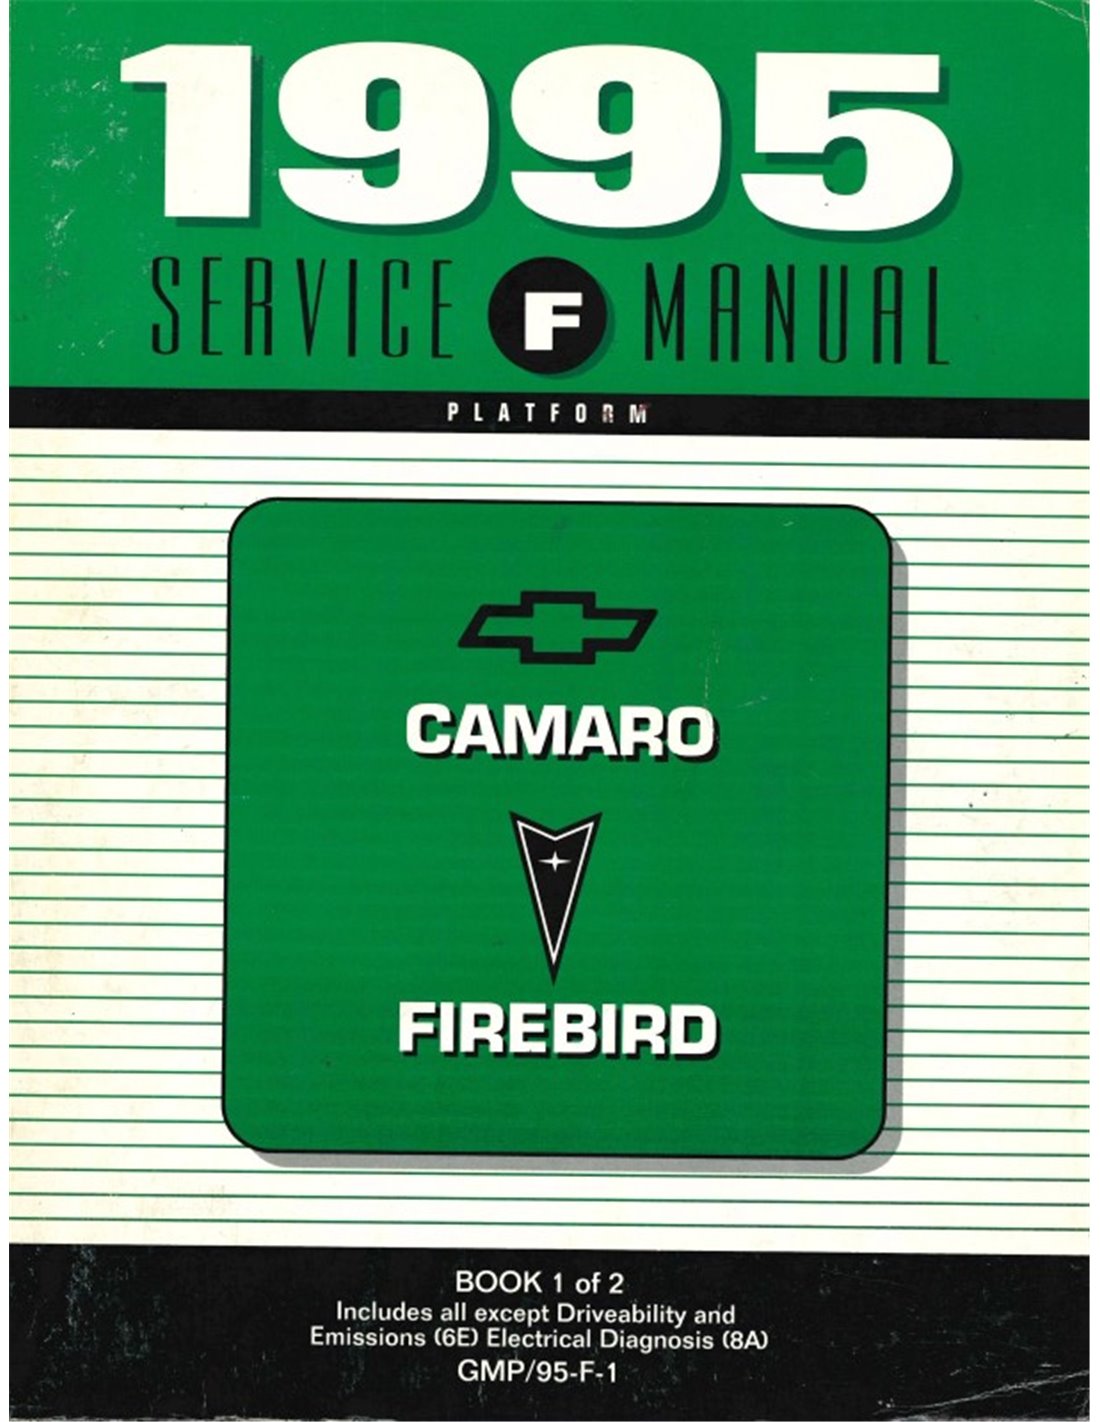 1995
SERVICE F MANUAL
PLATFORM
CAMARO
FIREBIRD
BOOK 1 of 2
Includes all except Driveability and
Emissions (6E) Electrical Diagnosis (8A)
GMP/95-F-1